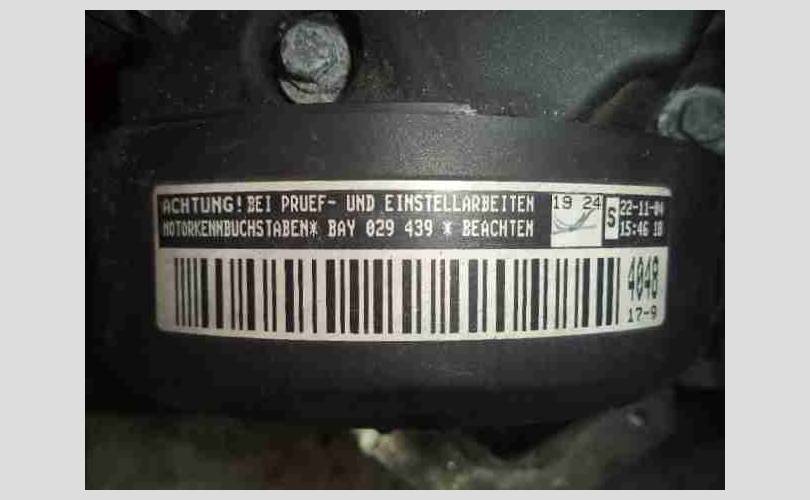 ACHTUNG! BEI PRUEF- UND EINSTELLARBEITEN
MOTORKENNBUCHSTABEN* BAY 029 439 * BEACHTEN
19 24
S
22-11-04
15:46 18
4048
17-9